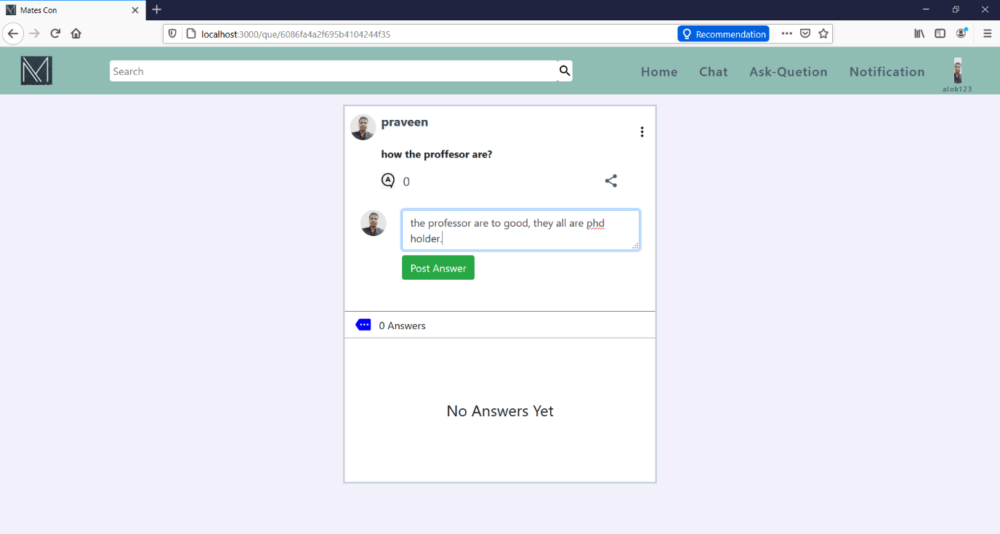 Mates Con
localhost:3000/que/6086fa4a2f695b4104244f35
Recommendation
Search
Home
Chat
Ask-Quetion
Notification
alok123
praveen
how the proffesor are?
A
0
the professor are to good, they all are phd
holder.
Post Answer
0 Answers
No Answers Yet